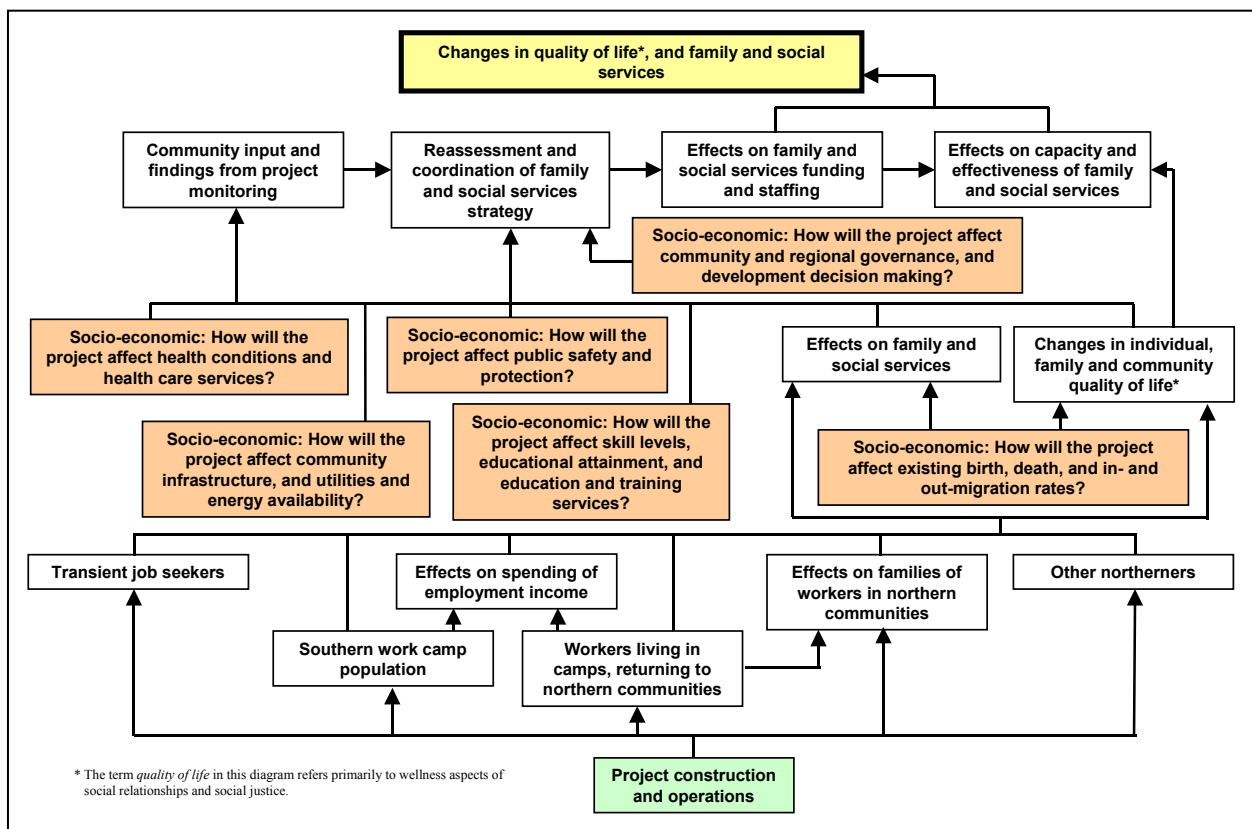 Changes in quality of life*, and family and social
services
Community input and
findings from project
monitoring
Reassessment and
coordination of family
and social services
strategy
Effects on family and
social services funding
and staffing
Effects on capacity and
effectiveness of family
and social services
Socio-economic: How will the project affect
community and regional governance, and
development decision making?
Socio-economic: How will the
project affect health conditions and
health care services?
Socio-economic: How will the
project affect public safety and
protection?
Effects on family and
social services
Changes in individual,
family and community
quality of life*
Socio-economic: How will the
project affect community
infrastructure, and utilities and
energy availability?
Socio-economic: How will the
project affect skill levels,
educational attainment, and
education and training
services?
Socio-economic: How will the project
affect existing birth, death, and in- and
out-migration rates?
Transient job seekers
Effects on spending of
employment income
Effects on families of
workers in northern
communities
Other northerners
Southern work camp
population
Workers living in
camps, returning to
northern communities
Project construction
and operations
* The term quality of life in this diagram refers primarily to wellness aspects of
social relationships and social justice.